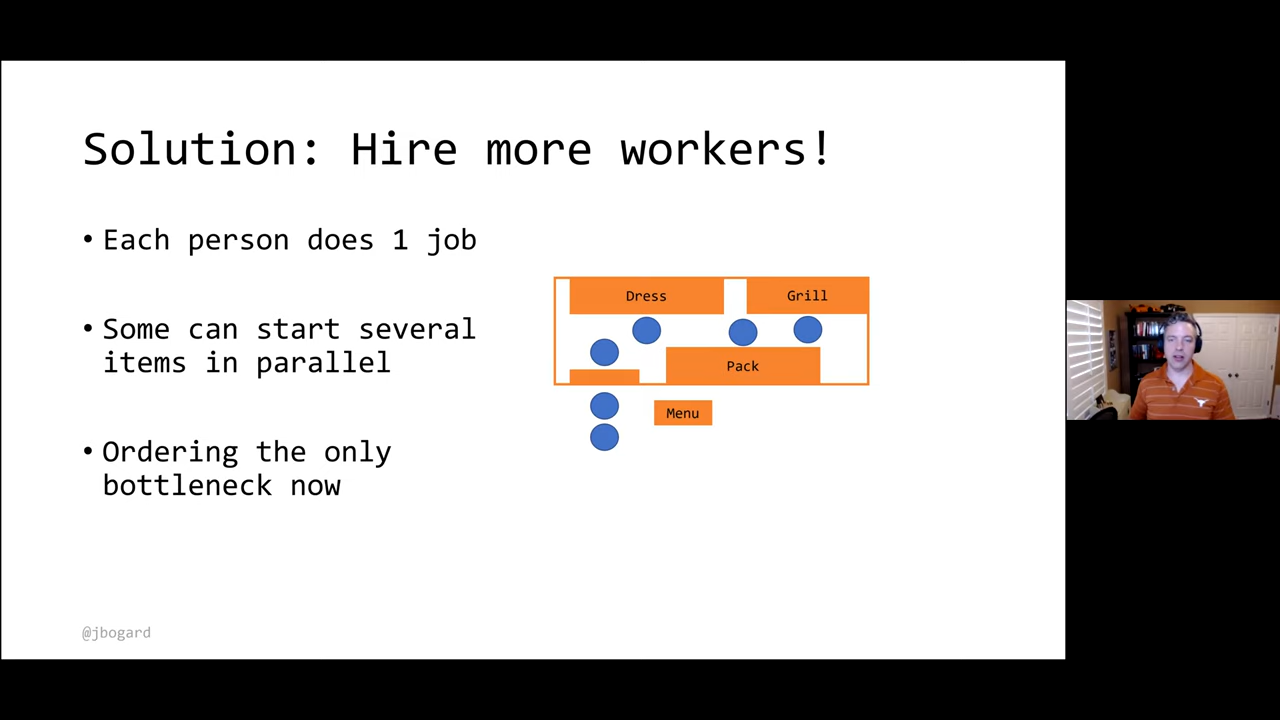 Solution: Hire more workers!
• Each person does 1 job
• Some can start several
items in parallel
• Ordering the only
bottleneck now
Dress
Grill
Pack
Menu
@jbogard